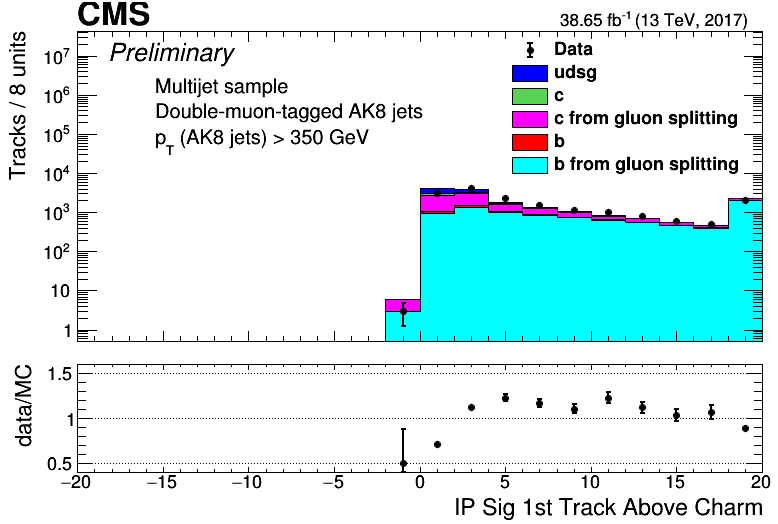 CMS
38.65 fb⁻¹ (13 TeV, 2017)
Preliminary
Multijet sample
Double-muon-tagged AK8 jets
p_T (AK8 jets) > 350 GeV
Data
udsg
c
c from gluon splitting
b
b from gluon splitting
Tracks / 8 units
10⁷
10⁶
10⁵
10⁴
10³
10²
10
1
data/MC
1.5
1
0.5
−20 −15 −10 −5 0 5 10 15 20
IP Sig 1st Track Above Charm